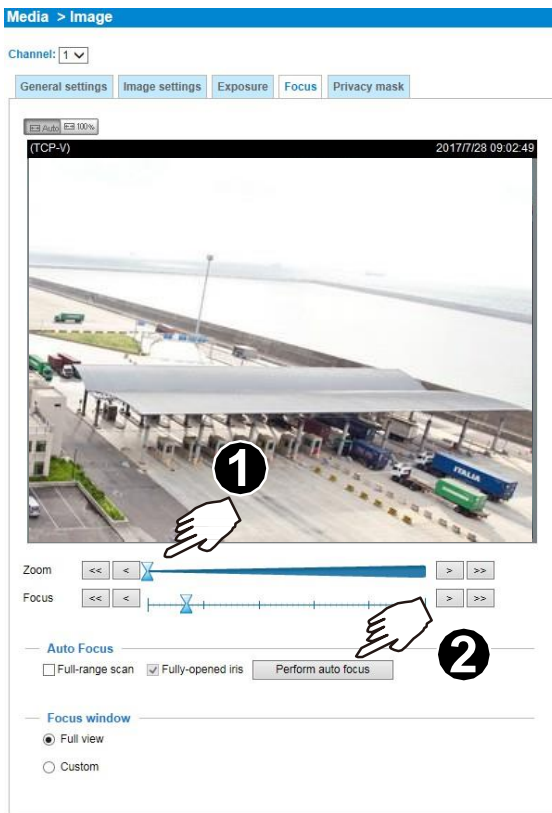 Media > Image
Channel: 1
General settings Image settings Exposure Focus Privacy mask
Auto 100%
(TCP-V) 2017/7/28 09:02:49
ITALIA
1
Zoom << < > >>
Focus << < > >>
2
Auto Focus
Full-range scan Fully-opened iris Perform auto focus
Focus window
Full view
Custom